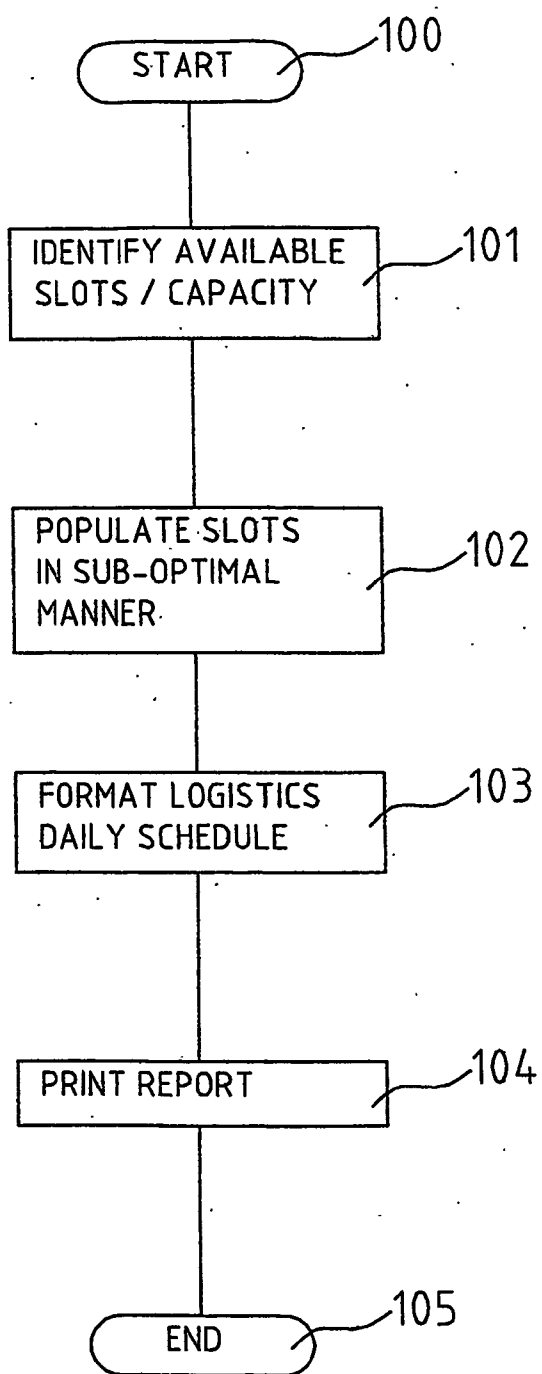 START
100
IDENTIFY AVAILABLE
SLOTS / CAPACITY
101
POPULATE SLOTS
IN SUB-OPTIMAL
MANNER
102
FORMAT LOGISTICS
DAILY SCHEDULE
103
PRINT REPORT
104
END
105